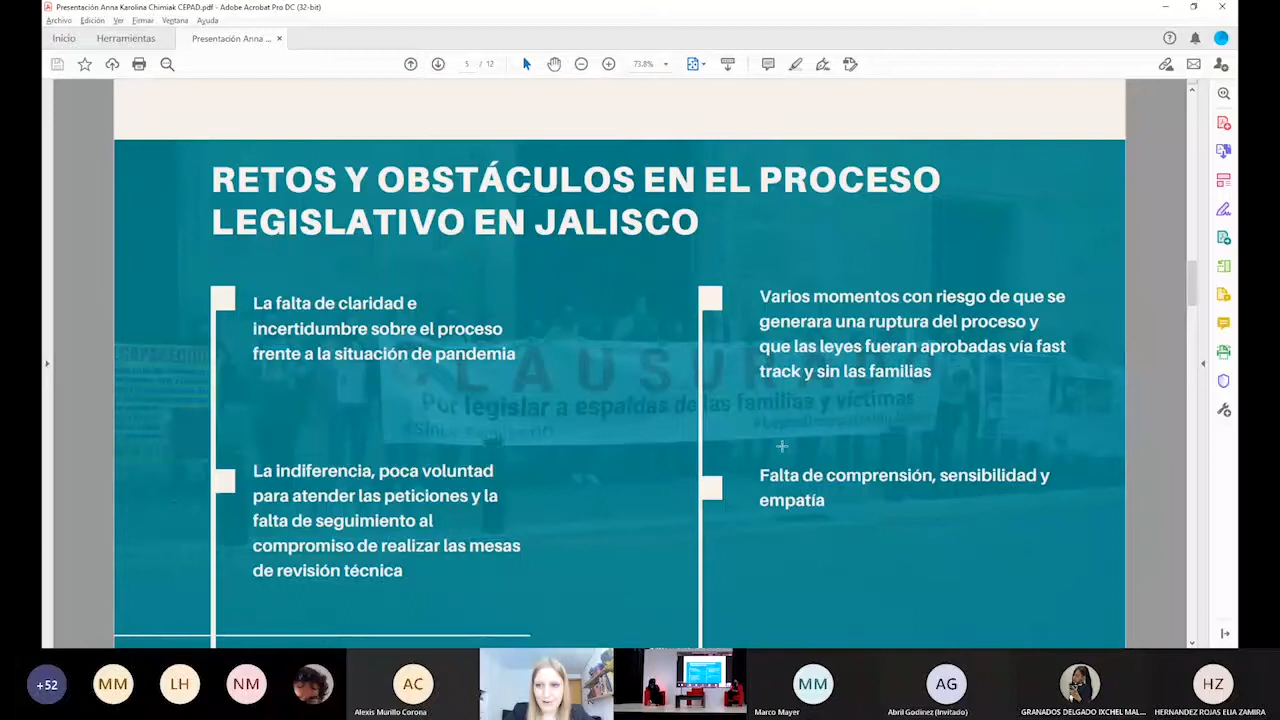 Presentación Anna Karolina Chimiak CEPAD.pdf - Adobe Acrobat Pro DC (32-bit)
Archivo Edición Ver Firmar Ventana Ayuda
Inicio Herramientas Presentación Anna ... ×
5 / 12 73.8%
RETOS Y OBSTÁCULOS EN EL PROCESO
LEGISLATIVO EN JALISCO
La falta de claridad e
incertidumbre sobre el proceso
frente a la situación de pandemia
La indiferencia, poca voluntad
para atender las peticiones y la
falta de seguimiento al
compromiso de realizar las mesas
de revisión técnica
Varios momentos con riesgo de que se
generara una ruptura del proceso y
que las leyes fueran aprobadas vía fast
track y sin las familias
Falta de comprensión, sensibilidad y
empatía
CLAUSURADO
Por legislar a espaldas de las familias y víctimas
+52 MM LH NM AC MM AG HZ
Alexis Murillo Corona Marco Mayer Abril Godinez (Invitado) GRANADOS DELGADO IXCHEL MAL... HERNANDEZ ROJAS ELIA ZAMIRA